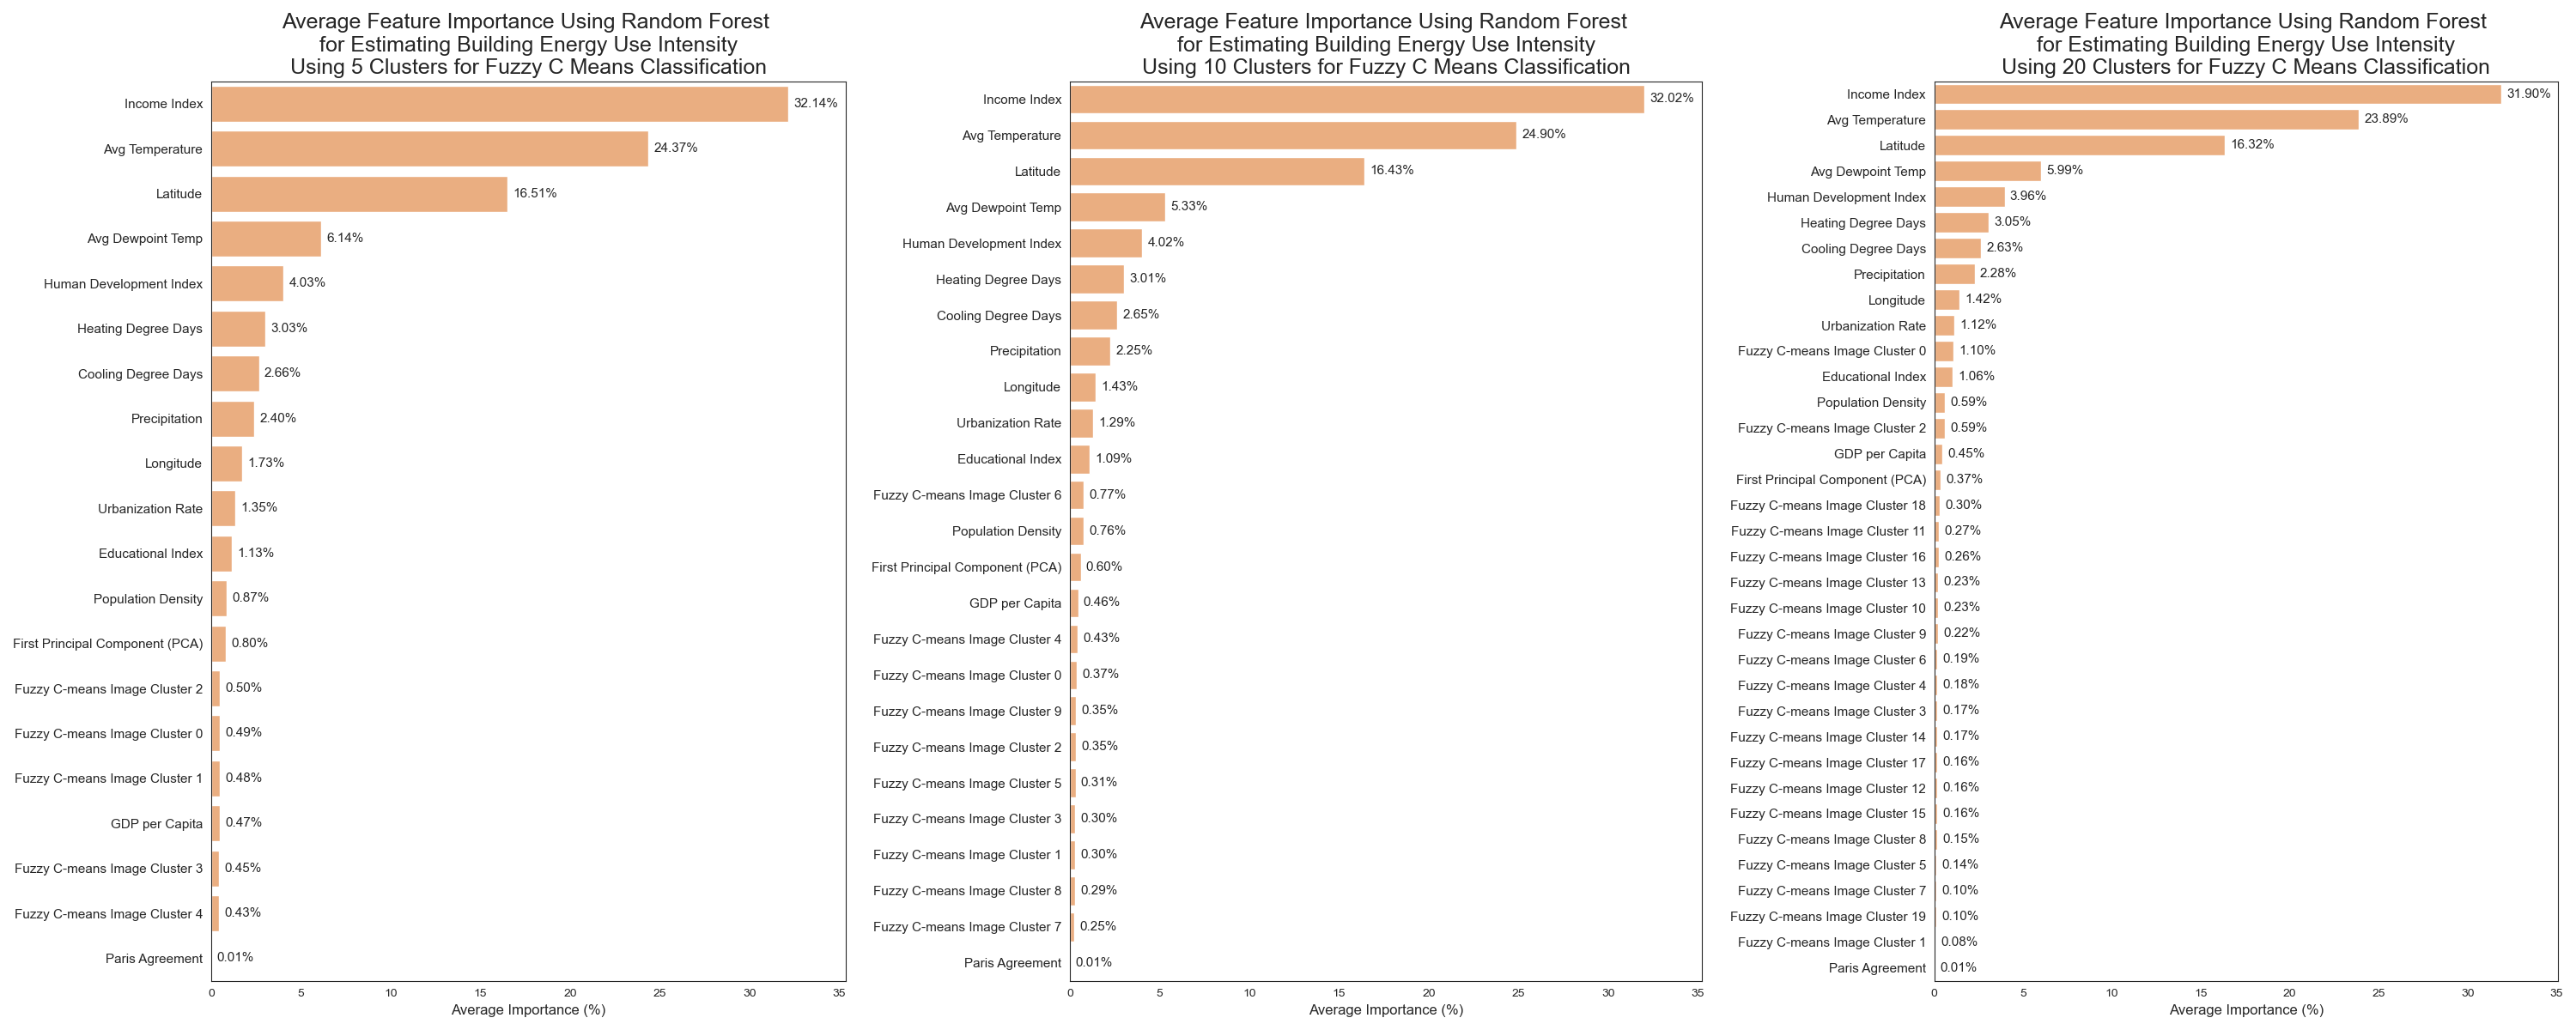 Average Feature Importance Using Random Forest
for Estimating Building Energy Use Intensity
Using 5 Clusters for Fuzzy C Means Classification
Income Index 32.14%
Avg Temperature 24.37%
Latitude 16.51%
Avg Dewpoint Temp 6.14%
Human Development Index 4.03%
Heating Degree Days 3.03%
Cooling Degree Days 2.66%
Precipitation 2.40%
Longitude 1.73%
Urbanization Rate 1.35%
Educational Index 1.13%
Population Density 0.87%
First Principal Component (PCA) 0.80%
Fuzzy C-means Image Cluster 2 0.50%
Fuzzy C-means Image Cluster 0 0.49%
Fuzzy C-means Image Cluster 1 0.48%
GDP per Capita 0.47%
Fuzzy C-means Image Cluster 3 0.45%
Fuzzy C-means Image Cluster 4 0.43%
Paris Agreement 0.01%
0 5 10 15 20 25 30 35
Average Importance (%)
Average Feature Importance Using Random Forest
for Estimating Building Energy Use Intensity
Using 10 Clusters for Fuzzy C Means Classification
Income Index 32.02%
Avg Temperature 24.90%
Latitude 16.43%
Avg Dewpoint Temp 5.33%
Human Development Index 4.02%
Heating Degree Days 3.01%
Cooling Degree Days 2.65%
Precipitation 2.25%
Longitude 1.43%
Urbanization Rate 1.29%
Educational Index 1.09%
Fuzzy C-means Image Cluster 6 0.77%
Population Density 0.76%
First Principal Component (PCA) 0.60%
GDP per Capita 0.46%
Fuzzy C-means Image Cluster 4 0.43%
Fuzzy C-means Image Cluster 0 0.37%
Fuzzy C-means Image Cluster 9 0.35%
Fuzzy C-means Image Cluster 2 0.35%
Fuzzy C-means Image Cluster 5 0.31%
Fuzzy C-means Image Cluster 3 0.30%
Fuzzy C-means Image Cluster 1 0.30%
Fuzzy C-means Image Cluster 8 0.29%
Fuzzy C-means Image Cluster 7 0.25%
Paris Agreement 0.01%
0 5 10 15 20 25 30 35
Average Importance (%)
Average Feature Importance Using Random Forest
for Estimating Building Energy Use Intensity
Using 20 Clusters for Fuzzy C Means Classification
Income Index 31.90%
Avg Temperature 23.89%
Latitude 16.32%
Avg Dewpoint Temp 5.99%
Human Development Index 3.96%
Heating Degree Days 3.05%
Cooling Degree Days 2.63%
Precipitation 2.28%
Longitude 1.42%
Urbanization Rate 1.12%
Fuzzy C-means Image Cluster 0 1.10%
Educational Index 1.06%
Population Density 0.59%
Fuzzy C-means Image Cluster 2 0.59%
GDP per Capita 0.45%
First Principal Component (PCA) 0.37%
Fuzzy C-means Image Cluster 18 0.30%
Fuzzy C-means Image Cluster 11 0.27%
Fuzzy C-means Image Cluster 16 0.26%
Fuzzy C-means Image Cluster 13 0.23%
Fuzzy C-means Image Cluster 10 0.23%
Fuzzy C-means Image Cluster 9 0.22%
Fuzzy C-means Image Cluster 6 0.19%
Fuzzy C-means Image Cluster 4 0.18%
Fuzzy C-means Image Cluster 3 0.17%
Fuzzy C-means Image Cluster 14 0.17%
Fuzzy C-means Image Cluster 17 0.16%
Fuzzy C-means Image Cluster 12 0.16%
Fuzzy C-means Image Cluster 15 0.16%
Fuzzy C-means Image Cluster 8 0.15%
Fuzzy C-means Image Cluster 5 0.14%
Fuzzy C-means Image Cluster 7 0.10%
Fuzzy C-means Image Cluster 19 0.10%
Fuzzy C-means Image Cluster 1 0.08%
Paris Agreement 0.01%
0 5 10 15 20 25 30 35
Average Importance (%)